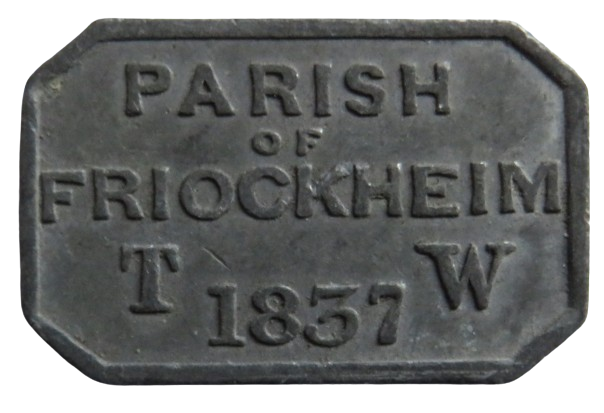 PARISH
OF
FRIOCKHEIM
T W
1837